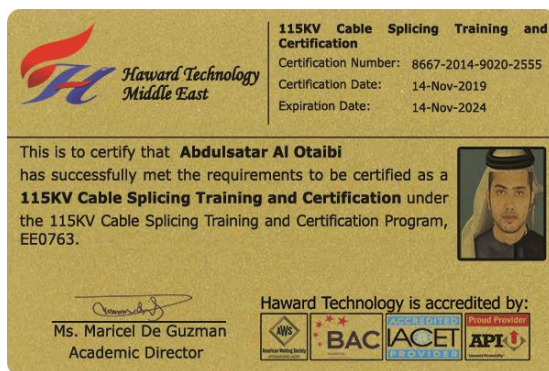 115KV Cable Splicing Training and
Certification
Certification Number: 8667-2014-9020-2555
Certification Date: 14-Nov-2019
Expiration Date: 14-Nov-2024
Haward Technology
Middle East
This is to certify that Abdulsatar Al Otaibi
has successfully met the requirements to be certified as a
115KV Cable Splicing Training and Certification under
the 115KV Cable Splicing Training and Certification Program,
EE0763.
Ms. Maricel De Guzman
Academic Director
Haward Technology is accredited by:
AWS
American Welding Society
BAC
ACCREDITED
IACET
PROVIDER
Proud Provider
API